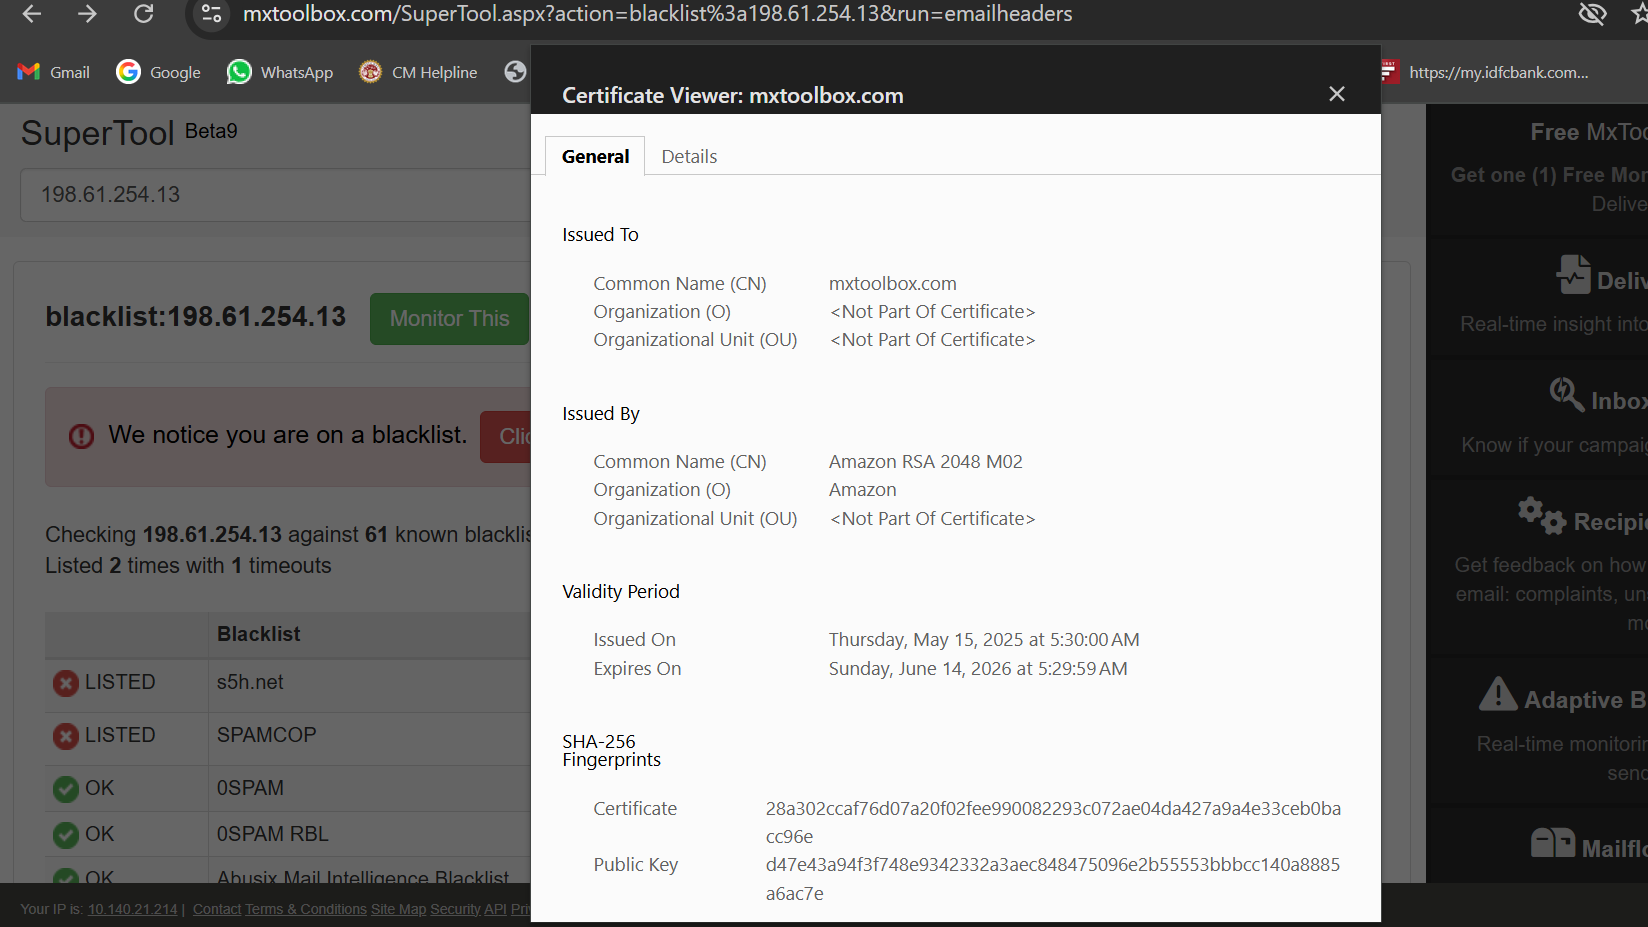 mxtoolbox.com/SuperTool.aspx?action=blacklist%3a198.61.254.13&run=emailheaders
Gmail Google WhatsApp CM Helpline https://my.idfcbank.com...
Certificate Viewer: mxtoolbox.com
General Details
Issued To
Common Name (CN) mxtoolbox.com
Organization (O) <Not Part Of Certificate>
Organizational Unit (OU) <Not Part Of Certificate>
Issued By
Common Name (CN) Amazon RSA 2048 M02
Organization (O) Amazon
Organizational Unit (OU) <Not Part Of Certificate>
Validity Period
Issued On Thursday, May 15, 2025 at 5:30:00 AM
Expires On Sunday, June 14, 2026 at 5:29:59 AM
SHA-256
Fingerprints
Certificate 28a302ccaf76d07a20f02fee990082293c072ae04da427a9a4e33ceb0ba
cc96e
Public Key d47e43a94f3f748e9342332a3aec848475096e2b55553bbbcc140a8885
a6ac7e
SuperTool Beta9
198.61.254.13
blacklist:198.61.254.13 Monitor This
We notice you are on a blacklist. Clic
Checking 198.61.254.13 against 61 known blacklis
Listed 2 times with 1 timeouts
Blacklist
LISTED s5h.net
LISTED SPAMCOP
OK 0SPAM
OK 0SPAM RBL
OK Abusix Mail Intelligence Blacklist
Your IP is: 10.140.21.214 | Contact Terms & Conditions Site Map Security API Pri
Free MxToo
Get one (1) Free Mon
Delive
Deliv
Real-time insight into
Inbox
Know if your campaig
Recipie
Get feedback on how
email: complaints, uns
mo
Adaptive B
Real-time monitorin
senc
Mailflo